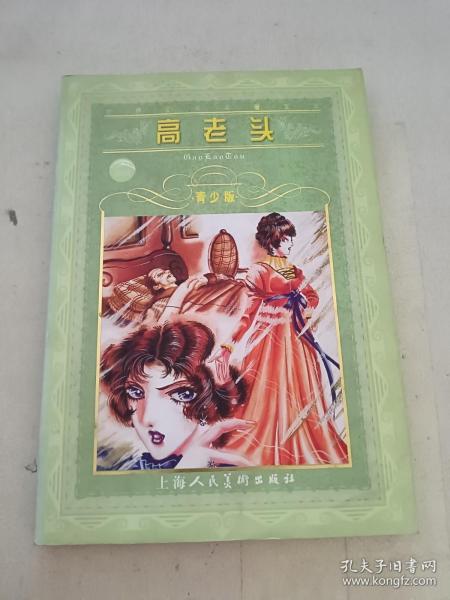 高老头
GaoLaoTou
·青少版·
上海人民美術出版社
孔夫子旧书网
www.kongfz.com